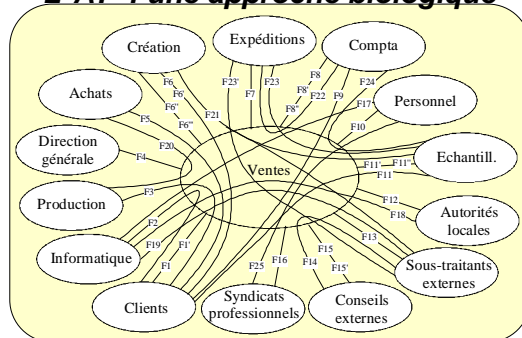 2-A1- l'une approche biologique
Création
Expéditions
Compta
Achats
Personnel
Direction
générale
Ventes
Echantill.
Production
Autorités
locales
Informatique
Sous-traitants
externes
Clients
Syndicats
professionnels
Conseils
externes
F6
F6'
F6''
F6'''
F23'
F7
F23
F8
F8'
F8''
F22
F9
F24
F17
F10
F5
F21
F20
F4
F11'
F11''
F11
F3
F12
F18
F2
F19
F1'
F1
F13
F25
F16
F15
F14
F15'